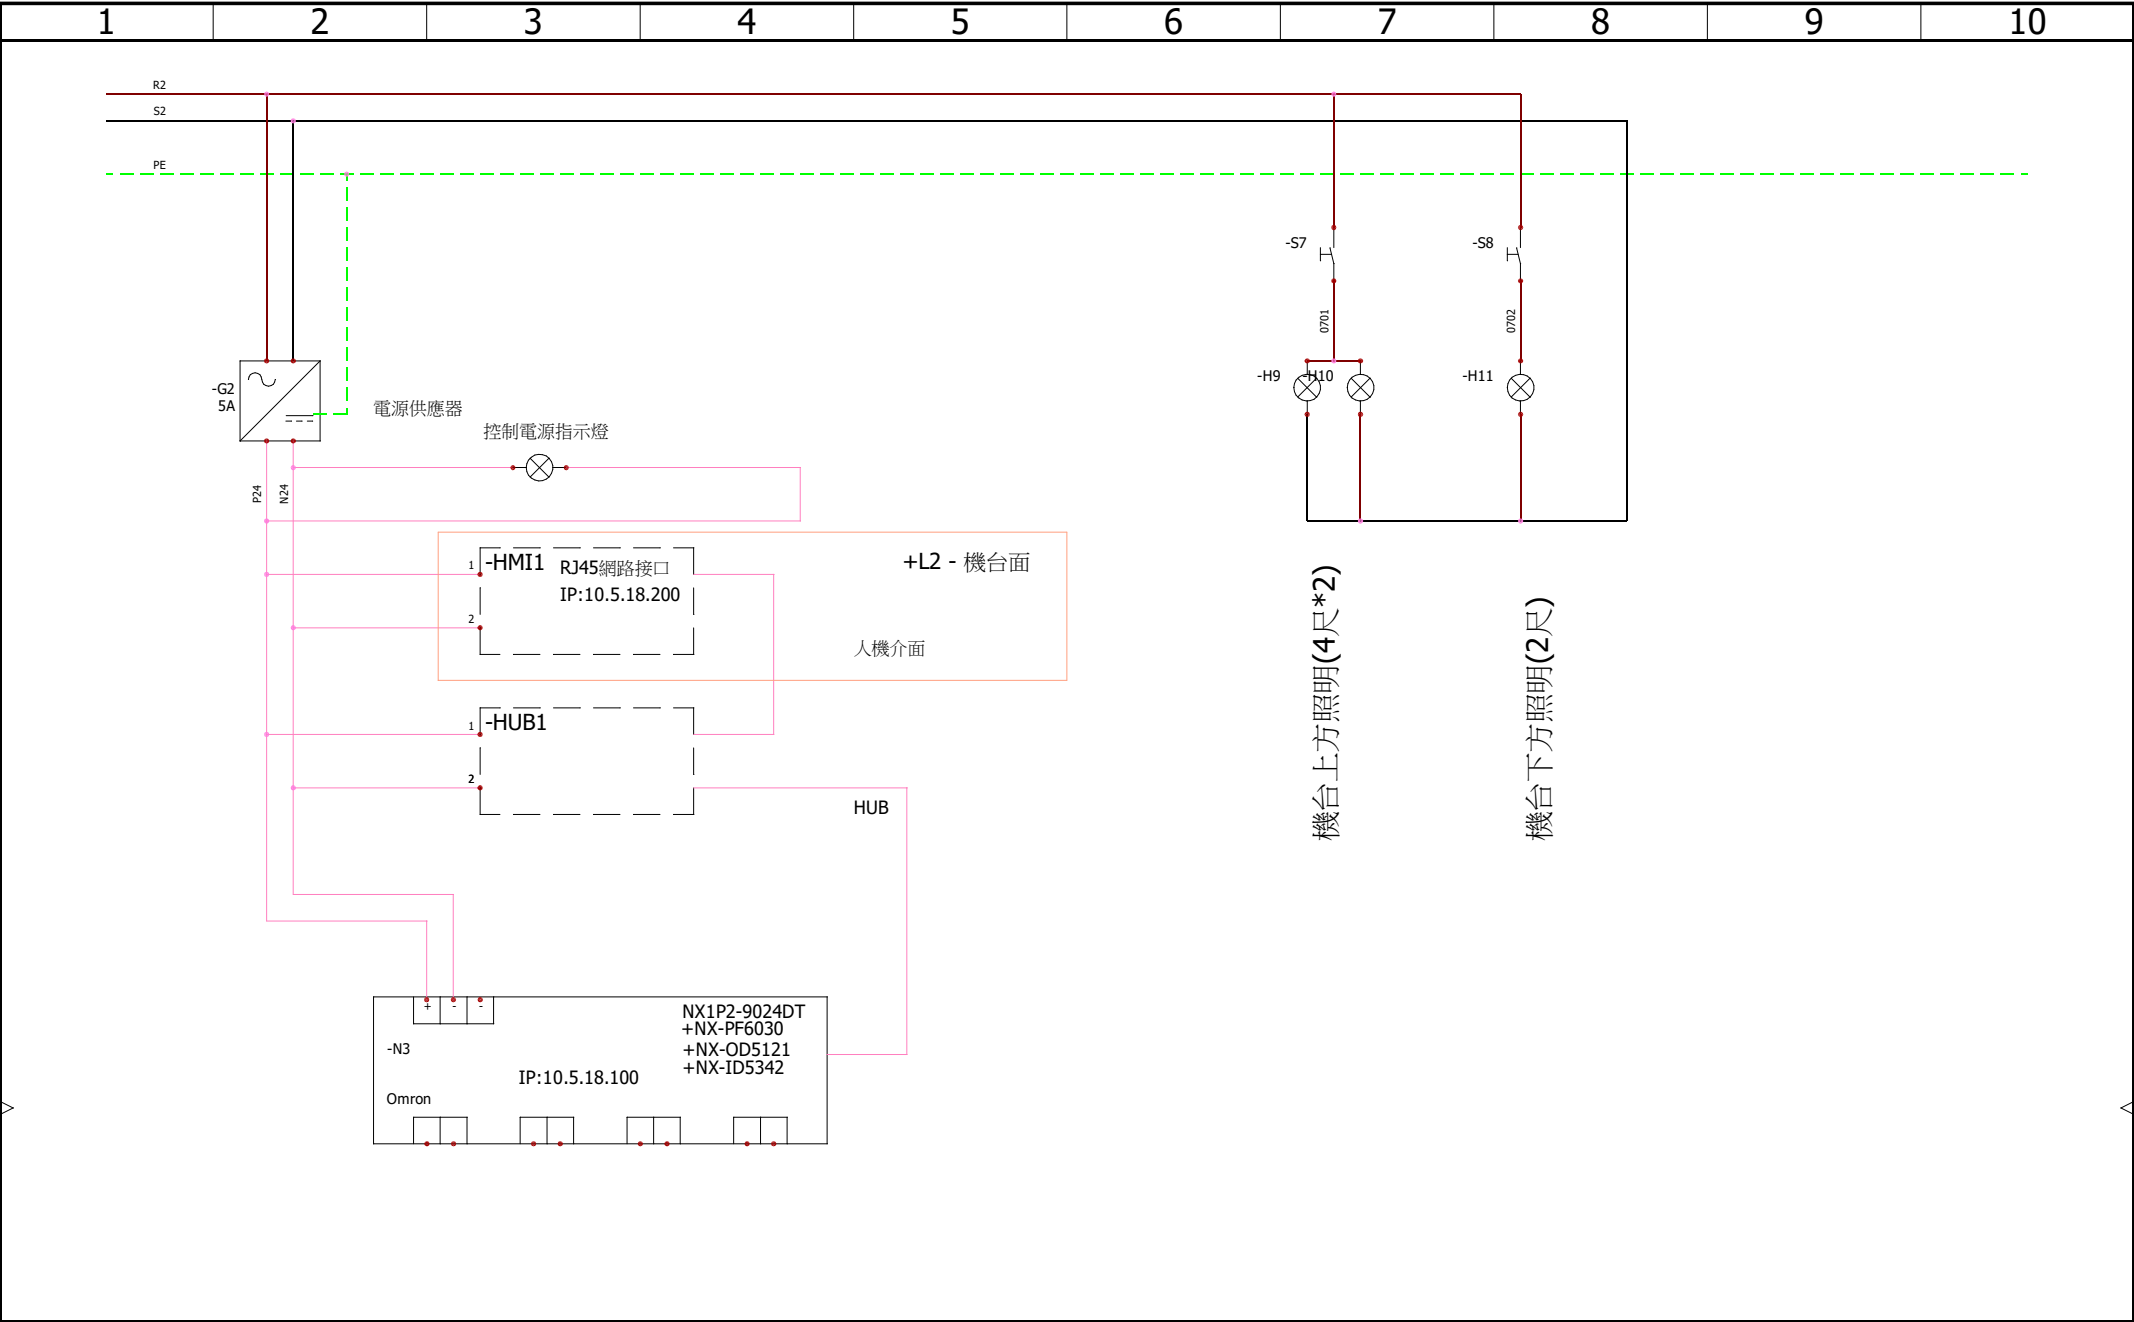 1 2 3 4 5 6 7 8 9 10
R2
S2
PE
-S7
-S8
0701
0702
-G2
5A
-H9
-H10
-H11
電源供應器
控制電源指示燈
P24
N24
+L2 - 機台面
1
-HMI1
RJ45網路接口
IP:10.5.18.200
2
人機介面
1
-HUB1
2
HUB
機台上方照明(4尺*2)
機台下方照明(2尺)
+ - -
NX1P2-9024DT
+NX-PF6030
-N3
+NX-OD5121
+NX-ID5342
IP:10.5.18.100
Omron